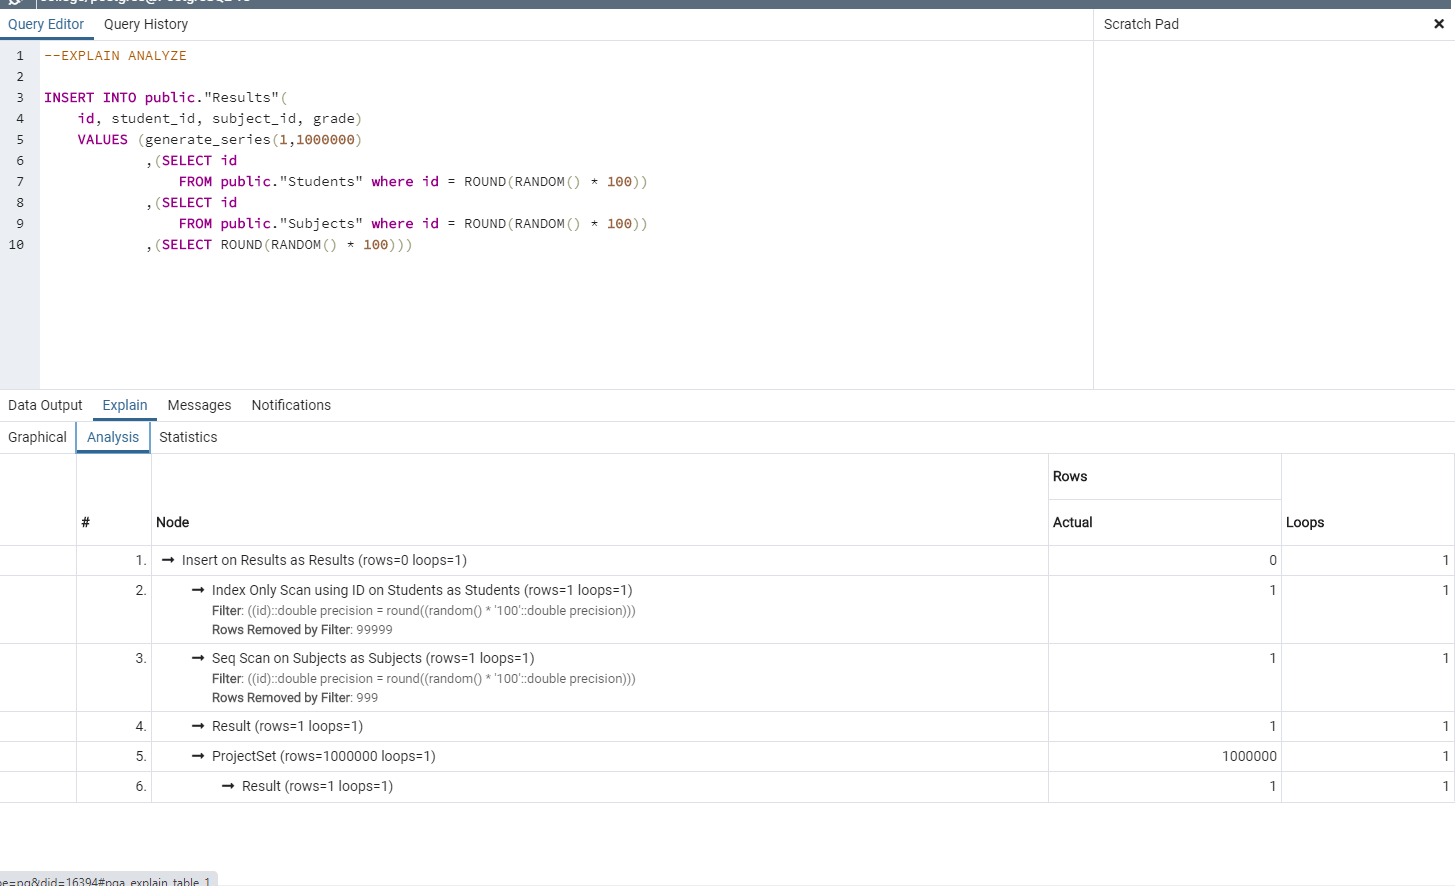 Query Editor Query History Scratch Pad
1 --EXPLAIN ANALYZE
2
3 INSERT INTO public."Results"(
4 id, student_id, subject_id, grade)
5 VALUES (generate_series(1,1000000)
6 ,(SELECT id
7 FROM public."Students" where id = ROUND(RANDOM() * 100))
8 ,(SELECT id
9 FROM public."Subjects" where id = ROUND(RANDOM() * 100))
10 ,(SELECT ROUND(RANDOM() * 100)))
Data Output Explain Messages Notifications
Graphical Analysis Statistics
Rows
# Node Actual Loops
1. Insert on Results as Results (rows=0 loops=1) 0 1
2. Index Only Scan using ID on Students as Students (rows=1 loops=1) 1 1
Filter: ((id)::double precision = round((random() * '100'::double precision)))
Rows Removed by Filter: 99999
3. Seq Scan on Subjects as Subjects (rows=1 loops=1) 1 1
Filter: ((id)::double precision = round((random() * '100'::double precision)))
Rows Removed by Filter: 999
4. Result (rows=1 loops=1) 1 1
5. ProjectSet (rows=1000000 loops=1) 1000000 1
6. Result (rows=1 loops=1) 1 1
e=pg&did=16394#pga_explain_table_1